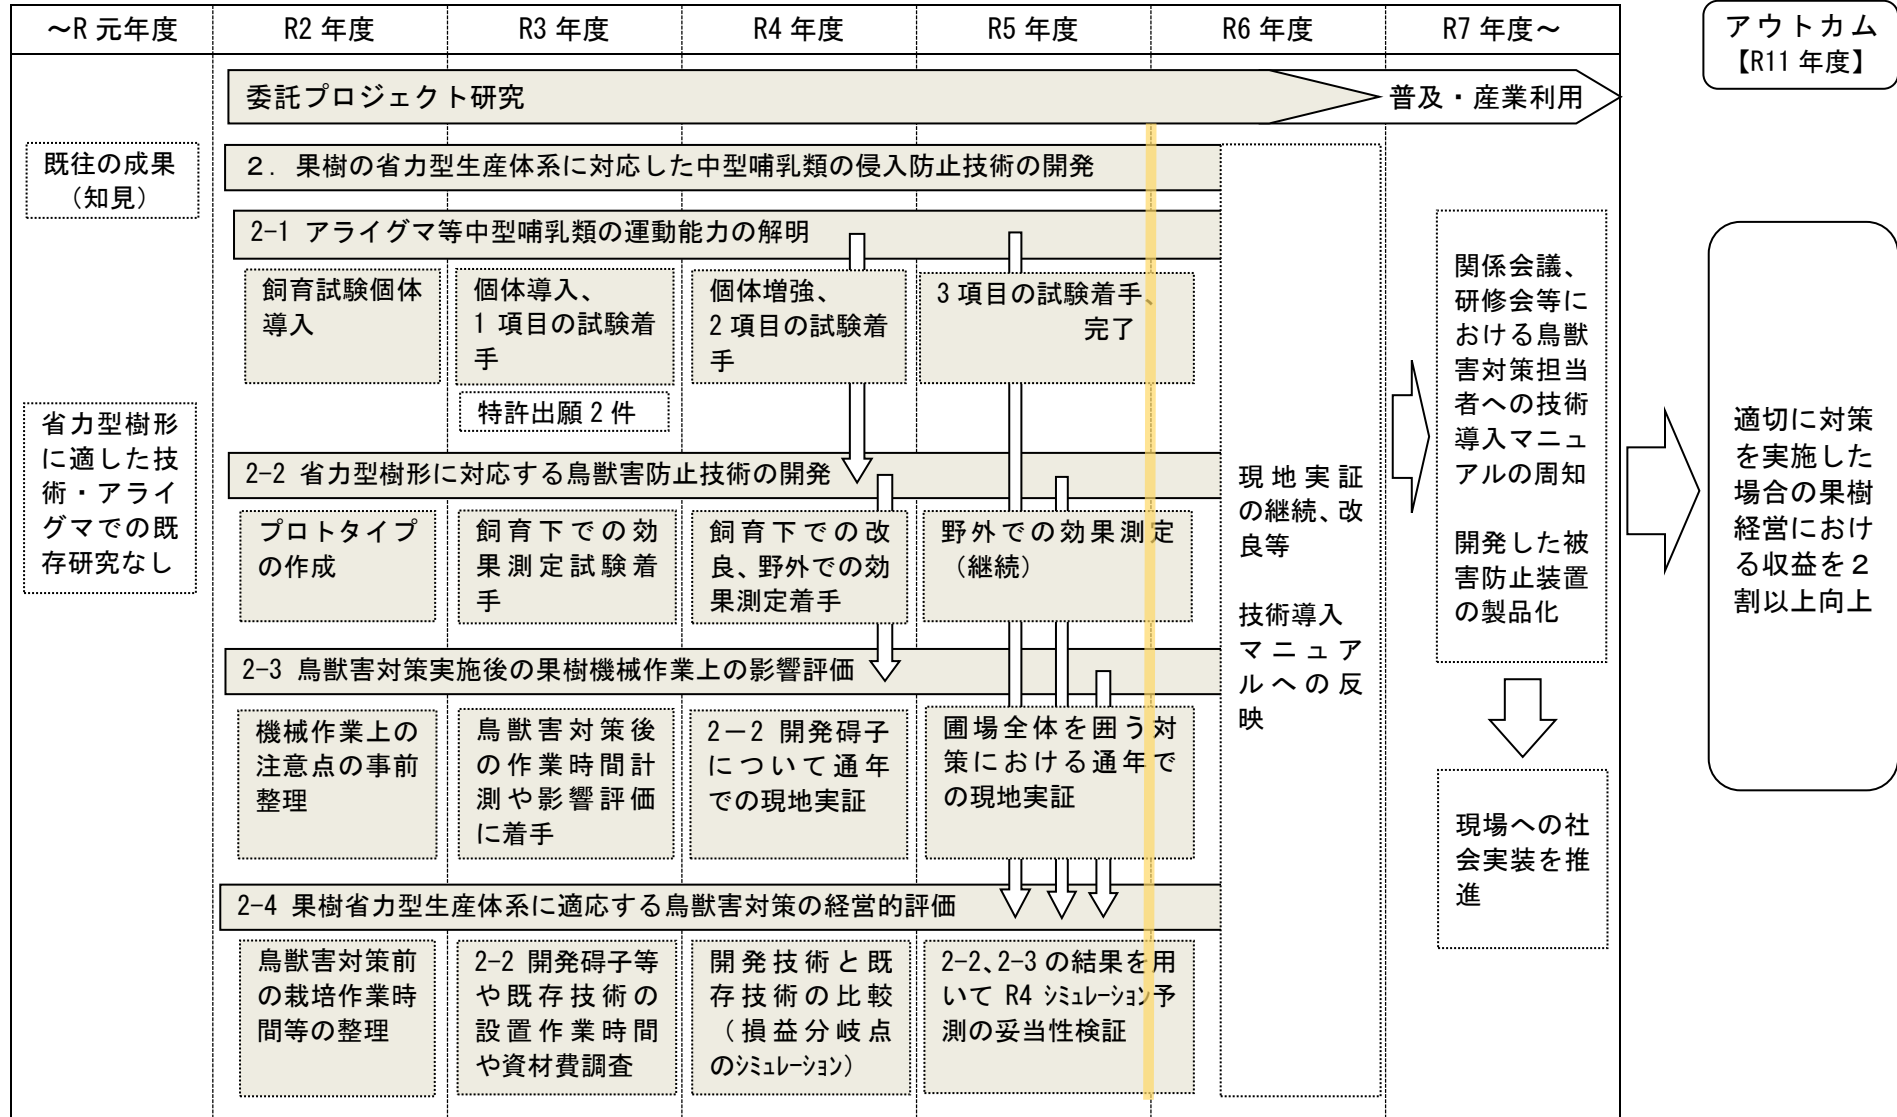 ～R 元年度
R2 年度
R3 年度
R4 年度
R5 年度
R6 年度
R7 年度～
アウトカム
【R11 年度】
委託プロジェクト研究
普及・産業利用
既往の成果
（知見）
省力型樹形
に適した技
術・アライ
グマでの既
存研究なし
２．果樹の省力型生産体系に対応した中型哺乳類の侵入防止技術の開発
2-1 アライグマ等中型哺乳類の運動能力の解明
飼育試験個体
導入
個体導入、
1 項目の試験着
手
特許出願 2 件
個体増強、
2 項目の試験着
手
3 項目の試験着手、
完了
2-2 省力型樹形に対応する鳥獣害防止技術の開発
プロトタイプ
の作成
飼育下での効
果測定試験着
手
飼育下での改
良、野外での効
果測定着手
野外での効果測定
（継続）
2-3 鳥獣害対策実施後の果樹機械作業上の影響評価
機械作業上の
注意点の事前
整理
鳥獣害対策後
の作業時間計
測や影響評価
に着手
2－2 開発碍子
について通年
での現地実証
圃場全体を囲う対
策における通年で
の現地実証
2-4 果樹省力型生産体系に適応する鳥獣害対策の経営的評価
鳥獣害対策前
の栽培作業時
間等の整理
2-2 開発碍子等
や既存技術の
設置作業時間
や資材費調査
開発技術と既
存技術の比較
（損益分岐点
のｼﾐｭﾚｰｼｮﾝ）
2-2、2-3 の結果を用
いて R4 ｼﾐｭﾚｰｼｮﾝ予
測の妥当性検証
現地実証
の継続、改
良等
技術導入
マニュア
ルへの反
映
関係会議、
研修会等に
おける鳥獣
害対策担当
者への技術
導入マニュ
アルの周知
開発した被
害防止装置
の製品化
現場への社
会実装を推
進
適切に対策
を実施した
場合の果樹
経営におけ
る収益を２
割以上向上